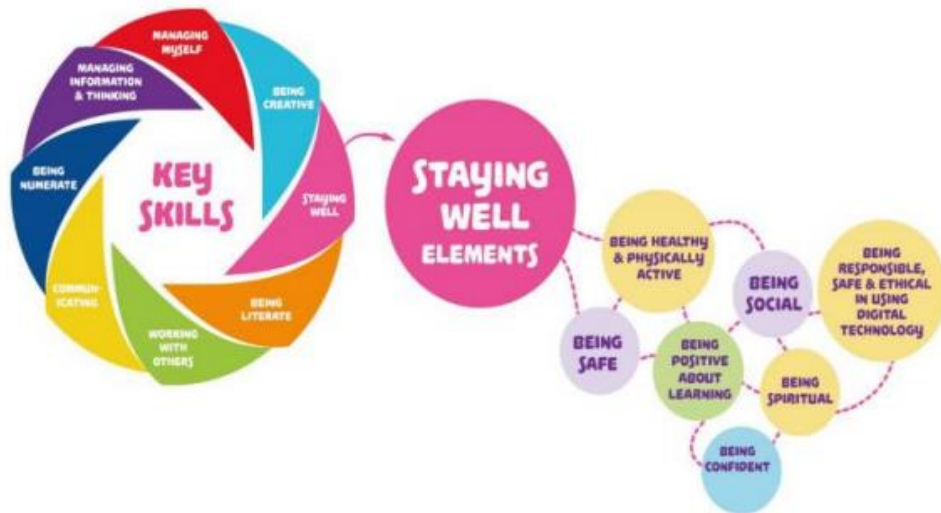 MANAGING
MYSELF
BEING
CREATIVE
STAYING
WELL
BEING
LITERATE
WORKING
WITH
OTHERS
COMMUN-
ICATING
BEING
NUMERATE
MANAGING
INFORMATION
& THINKING
KEY
SKILLS
STAYING
WELL
ELEMENTS
BEING HEALTHY
& PHYSICALLY
ACTIVE
BEING
SOCIAL
BEING
RESPONSIBLE,
SAFE & ETHICAL
IN USING
DIGITAL
TECHNOLOGY
BEING
SAFE
BEING
POSITIVE
ABOUT
LEARNING
BEING
SPIRITUAL
BEING
CONFIDENT